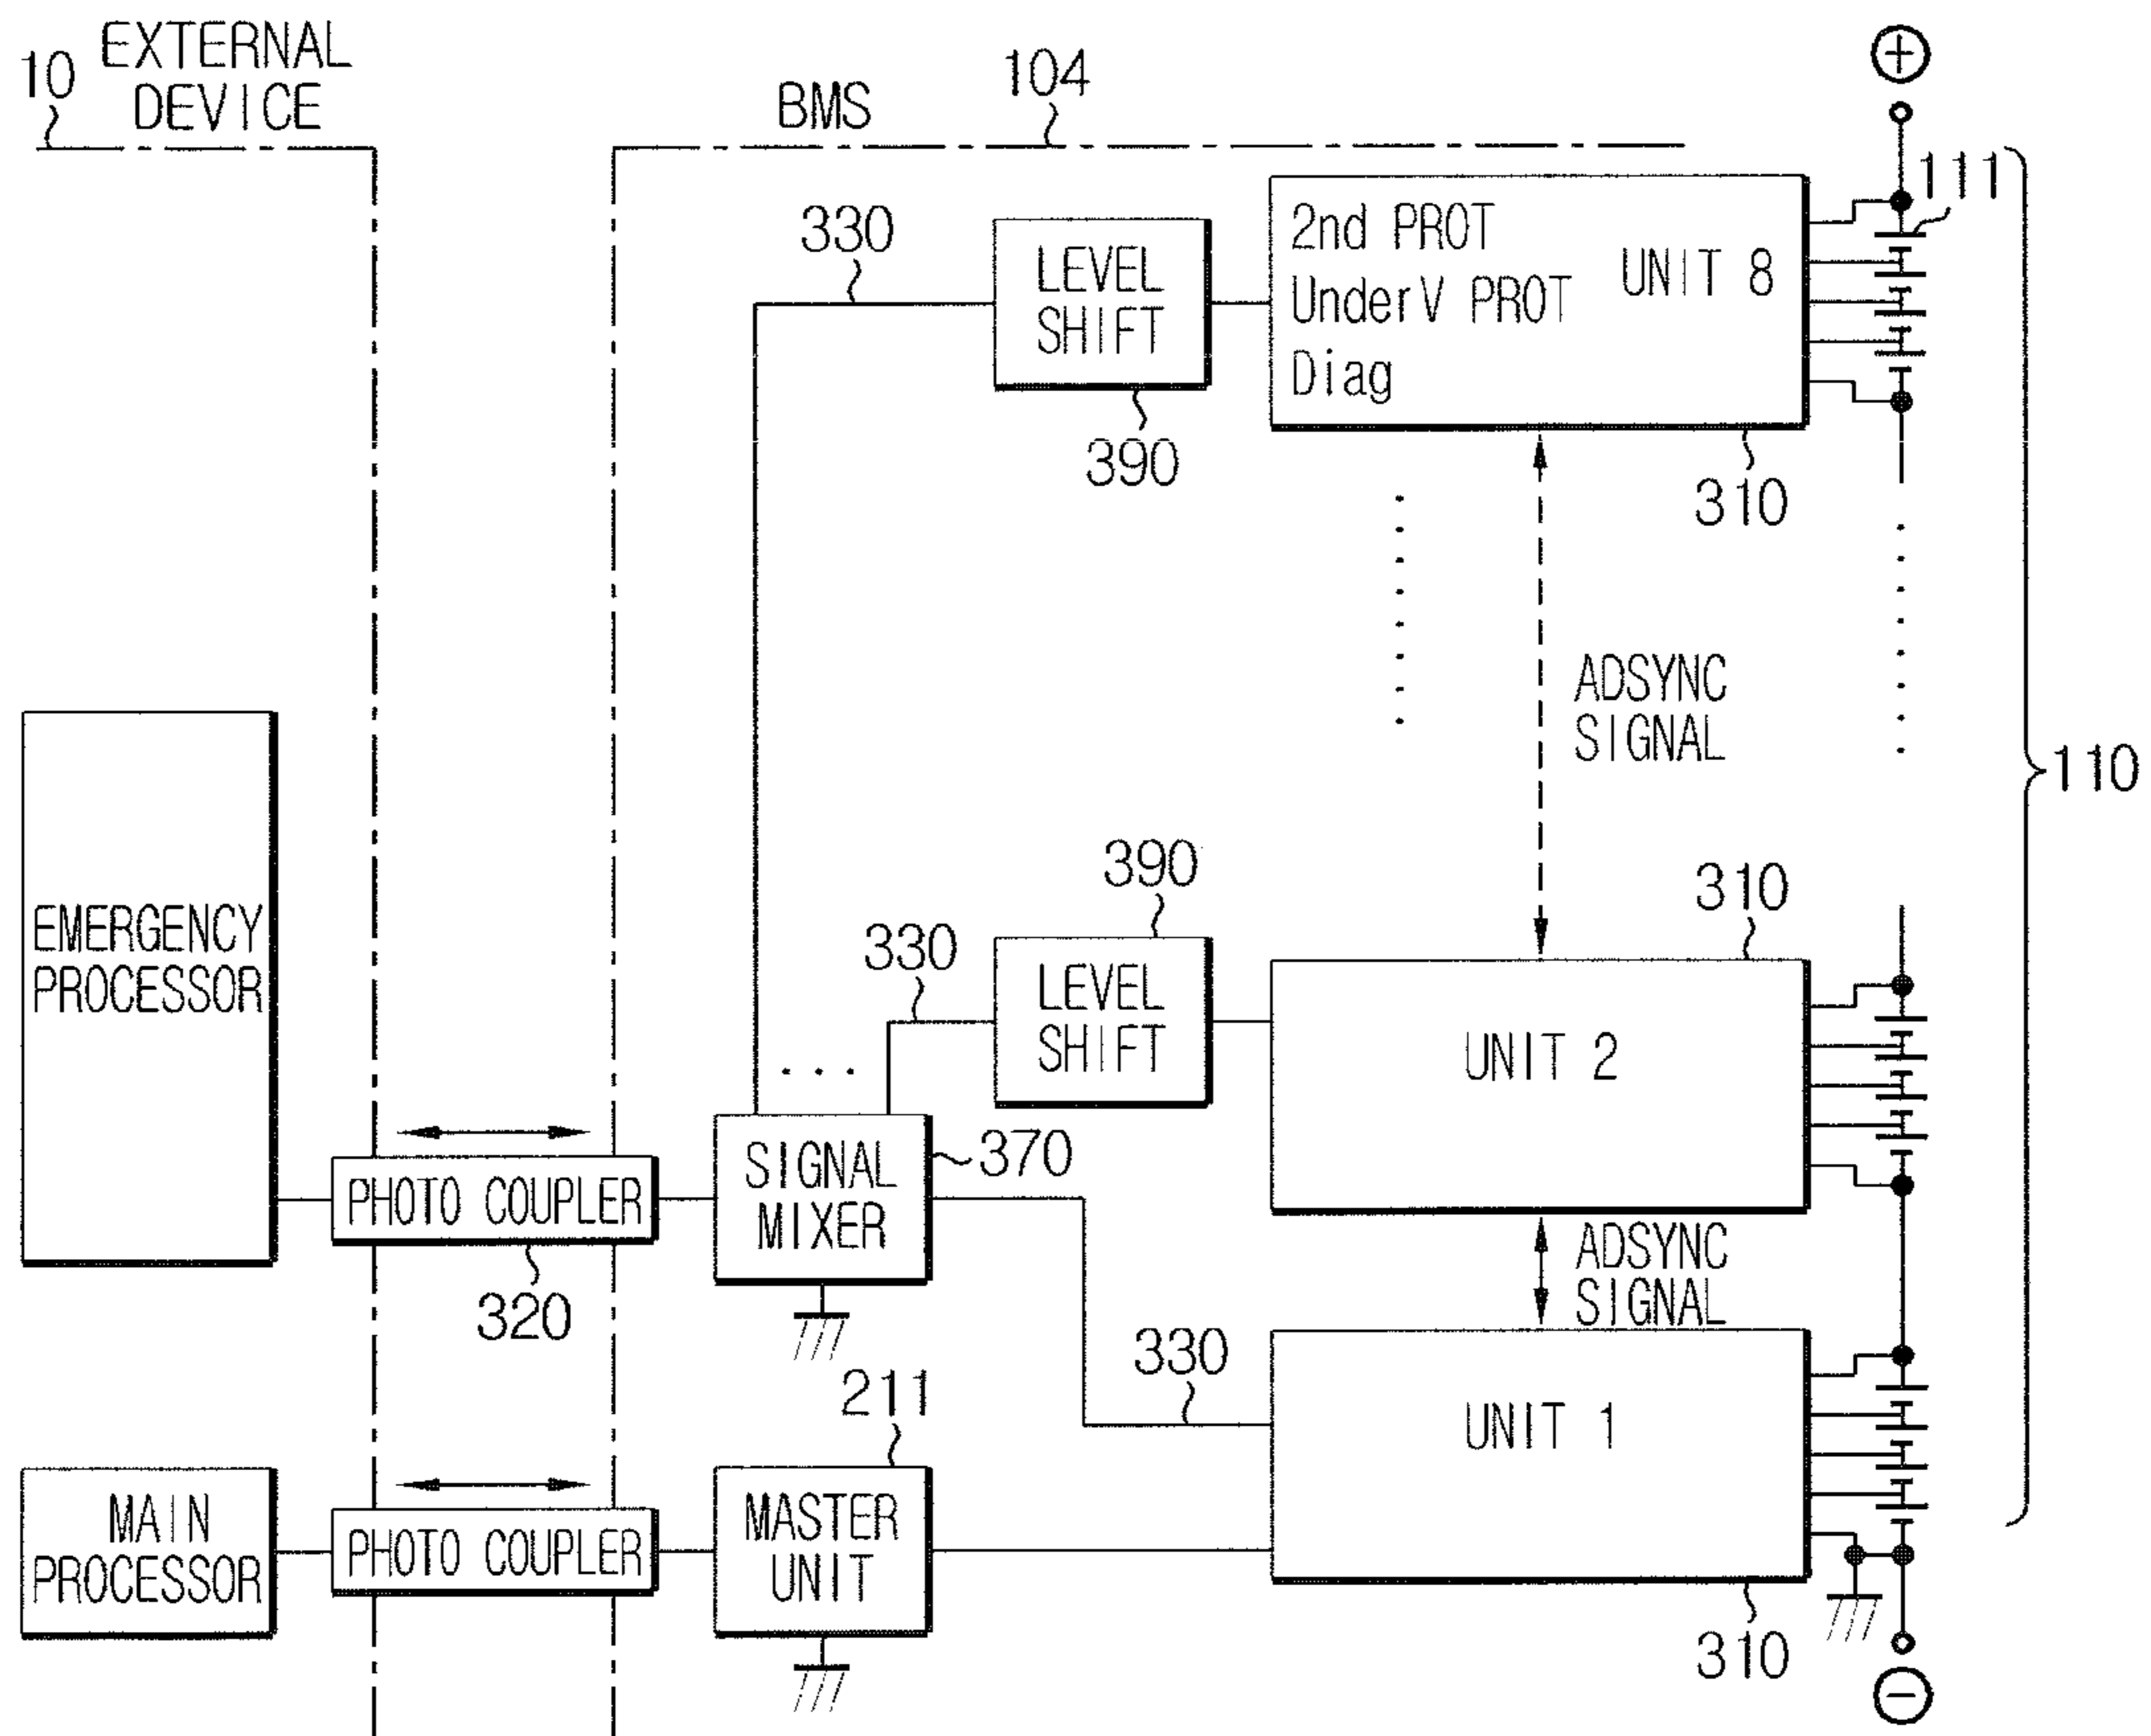 EXTERNAL
DEVICE
10
BMS
104
+
111
330
LEVEL
SHIFT
390
2nd PROT
UnderV PROT
Diag
UNIT 8
310
ADSYNC
SIGNAL
110
EMERGENCY
PROCESSOR
330
390
LEVEL
SHIFT
310
UNIT 2
PHOTO COUPLER
320
SIGNAL
MIXER
370
ADSYNC
SIGNAL
330
UNIT 1
310
MAIN
PROCESSOR
PHOTO COUPLER
211
MASTER
UNIT
−